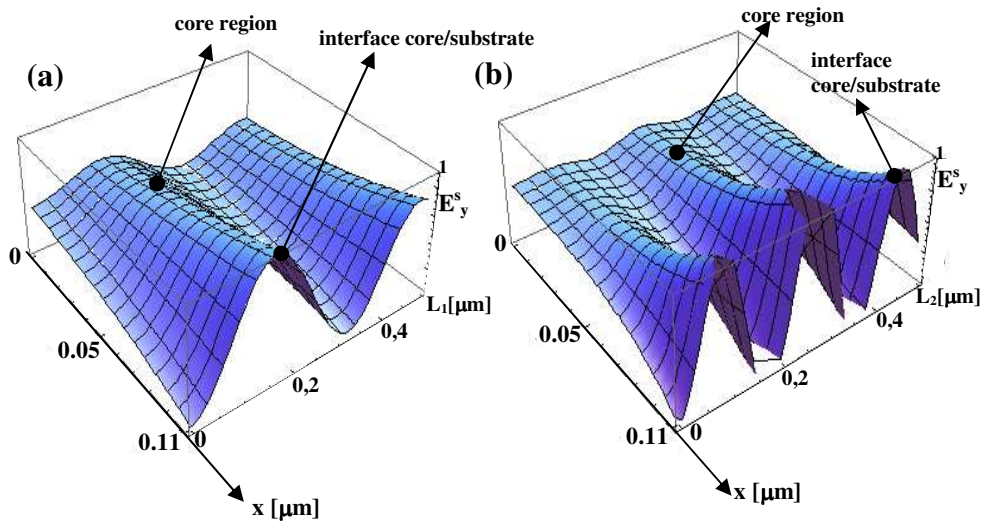 core region
interface core/substrate
(a)
1
E^s_y
0
L_1[μm]
0,4
0.05
0,2
0.11
0
x [μm]
core region
(b)
interface
core/substrate
1
E^s_y
0
L_2[μm]
0,4
0.05
0,2
0.11
0
x [μm]